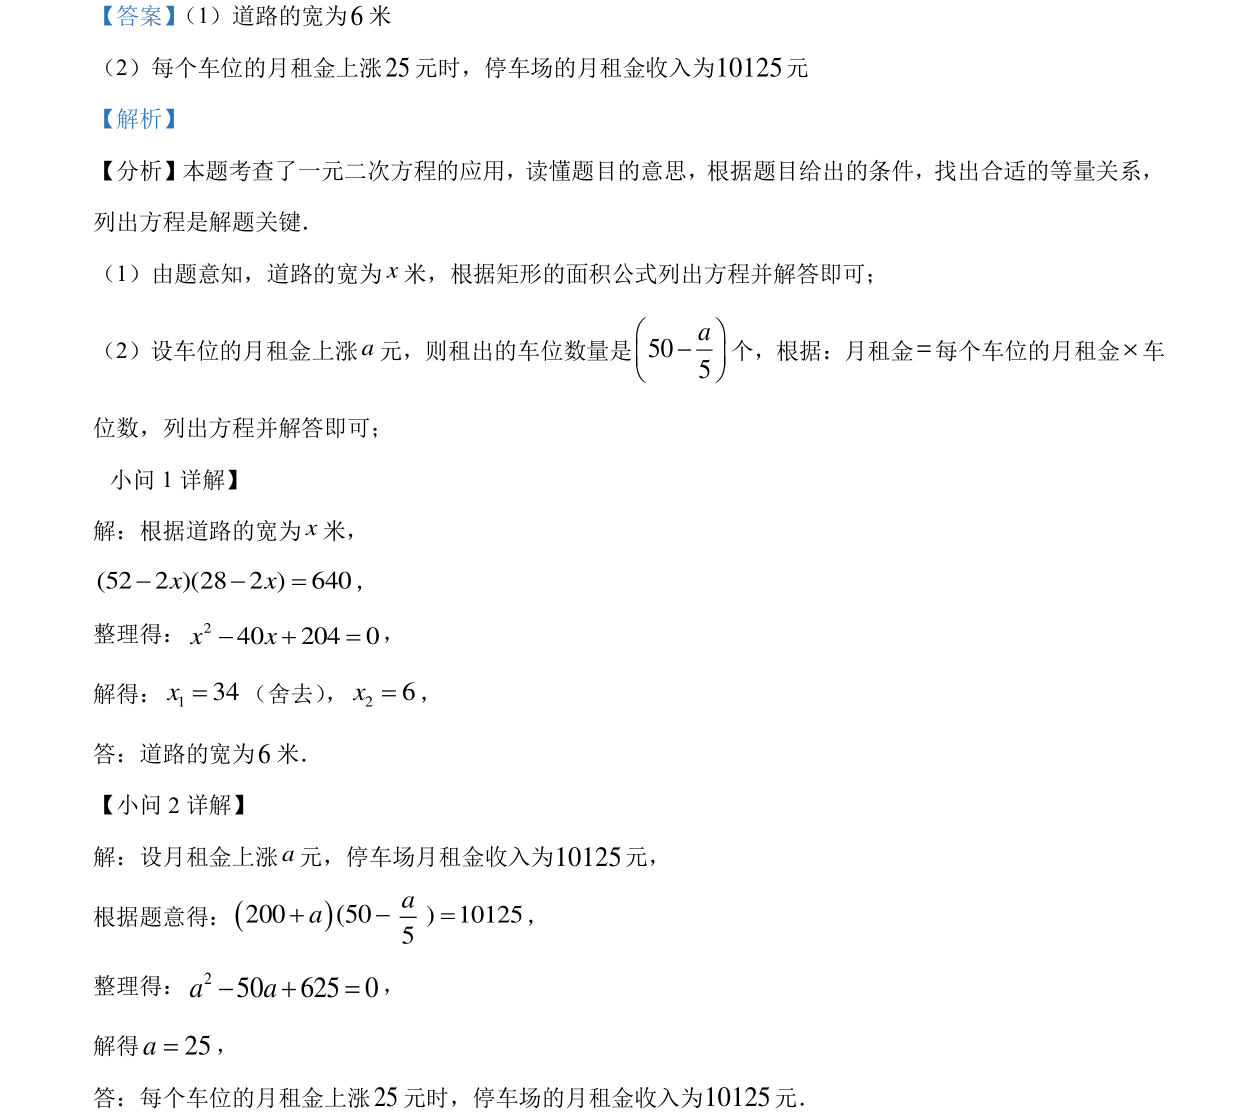 【答案】（1）道路的宽为6米
（2）每个车位的月租金上涨25元时，停车场的月租金收入为10125元
【解析】
【分析】本题考查了一元二次方程的应用，读懂题目的意思，根据题目给出的条件，找出合适的等量关系，
列出方程是解题关键．
（1）由题意知，道路的宽为x米，根据矩形的面积公式列出方程并解答即可；
（2）设车位的月租金上涨a元，则租出的车位数量是(50−a/5)个，根据：月租金=每个车位的月租金×车
位数，列出方程并解答即可；
小问1详解】
解：根据道路的宽为x米，
(52−2x)(28−2x)=640，
整理得：x²−40x+204=0，
解得：x₁=34（舍去），x₂=6，
答：道路的宽为6米．
【小问2详解】
解：设月租金上涨a元，停车场月租金收入为10125元，
根据题意得：(200+a)(50−a/5)=10125，
整理得：a²−50a+625=0，
解得a=25，
答：每个车位的月租金上涨25元时，停车场的月租金收入为10125元．